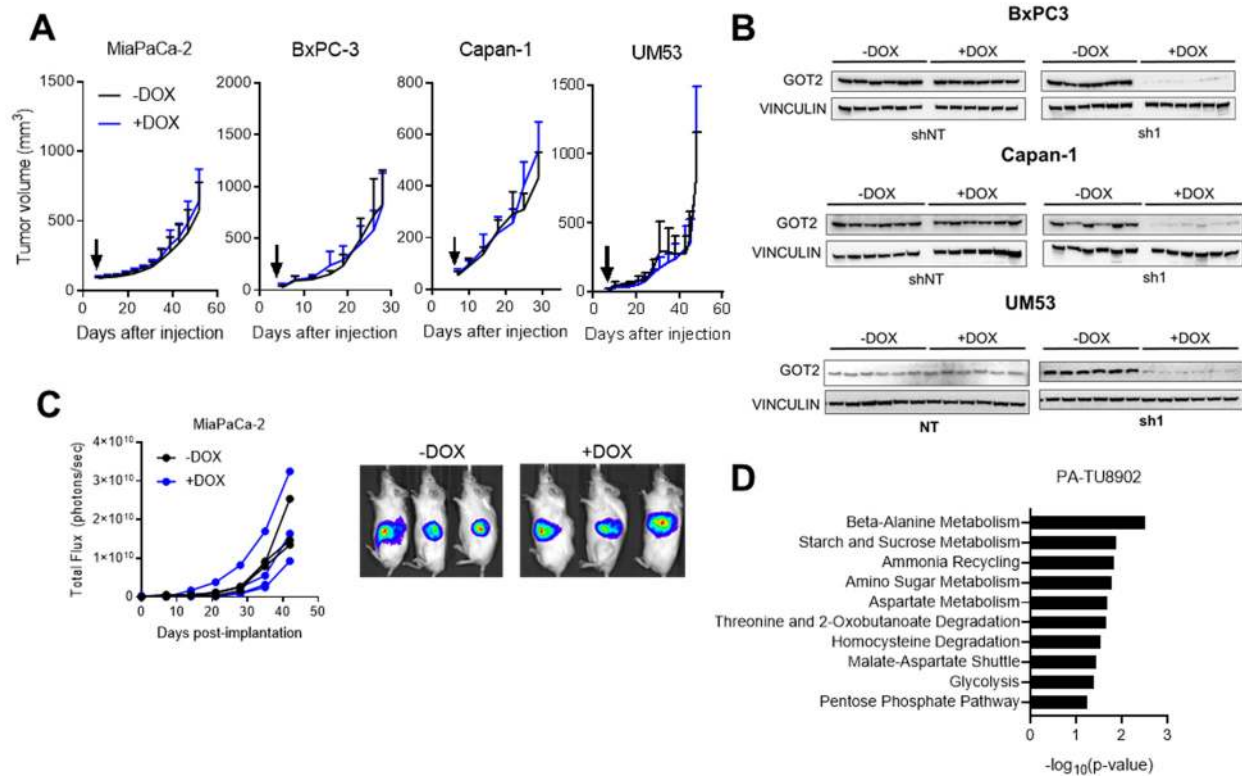 A
MiaPaCa-2
BxPC-3
Capan-1
UM53
Tumor volume (mm³)
-DOX
+DOX
150
1000
500
0
2000
1500
1000
500
0
800
600
400
200
0
1500
1000
500
0
0 20 40 60
0 10 20 30
0 10 20 30
0 20 40 60
Days after injection
Days after injection
Days after injection
Days after injection
B
BxPC3
-DOX +DOX -DOX +DOX
GOT2
VINCULIN
shNT sh1
Capan-1
-DOX +DOX -DOX +DOX
GOT2
VINCULIN
shNT sh1
UM53
-DOX +DOX -DOX +DOX
GOT2
VINCULIN
NT sh1
C
MiaPaCa-2
Total Flux (photons/sec)
4×10¹⁰
3×10¹⁰
2×10¹⁰
1×10¹⁰
0
-DOX
+DOX
0 10 20 30 40 50
Days post-implantation
-DOX +DOX
D
PA-TU8902
Beta-Alanine Metabolism
Starch and Sucrose Metabolism
Ammonia Recycling
Amino Sugar Metabolism
Aspartate Metabolism
Threonine and 2-Oxobutanoate Degradation
Homocysteine Degradation
Malate-Aspartate Shuttle
Glycolysis
Pentose Phosphate Pathway
0 1 2 3
-log₁₀(p-value)